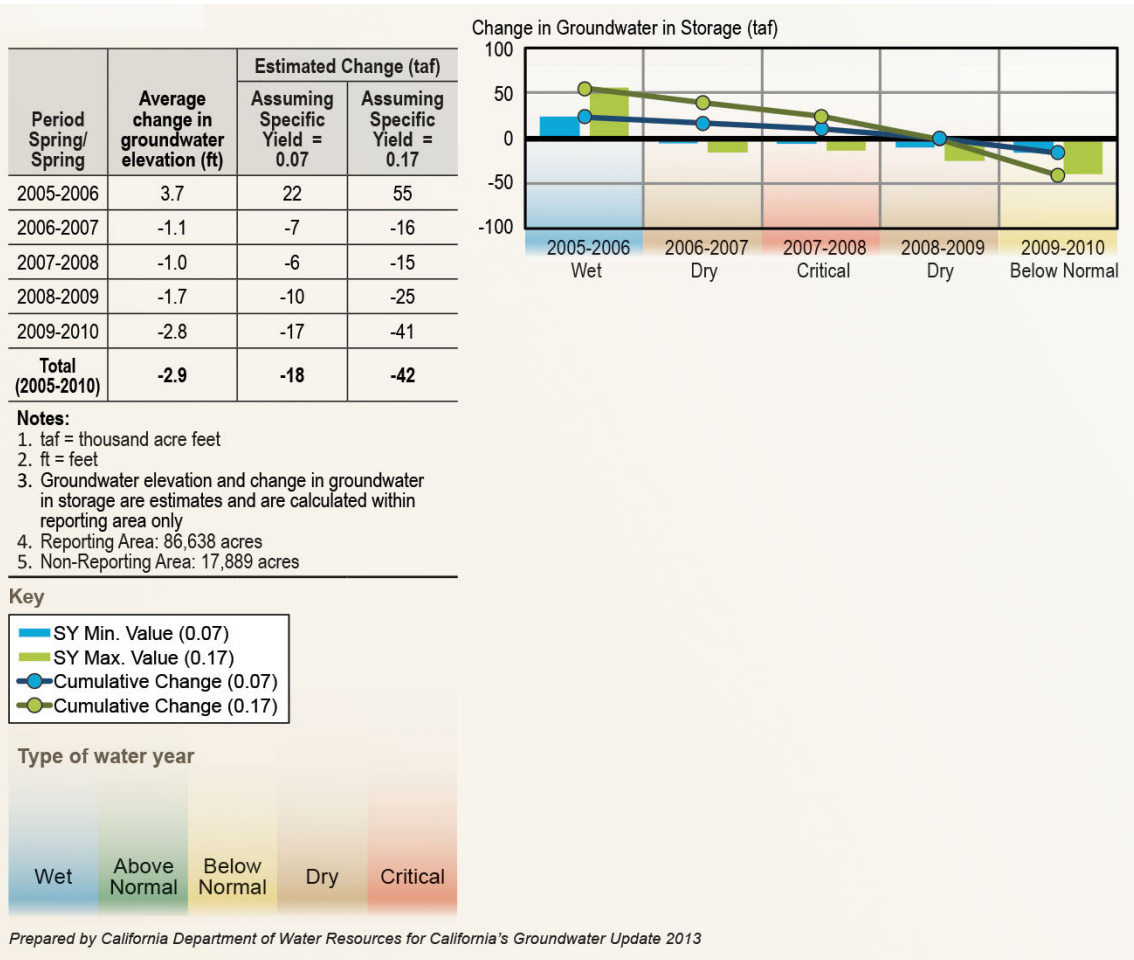 Estimated Change (taf)
Period Spring/ Spring
Average change in groundwater elevation (ft)
Assuming Specific Yield = 0.07
Assuming Specific Yield = 0.17
2005-2006 3.7 22 55
2006-2007 -1.1 -7 -16
2007-2008 -1.0 -6 -15
2008-2009 -1.7 -10 -25
2009-2010 -2.8 -17 -41
Total (2005-2010) -2.9 -18 -42
Notes:
1. taf = thousand acre feet
2. ft = feet
3. Groundwater elevation and change in groundwater
in storage are estimates and are calculated within
reporting area only
4. Reporting Area: 86,638 acres
5. Non-Reporting Area: 17,889 acres
Key
SY Min. Value (0.07)
SY Max. Value (0.17)
Cumulative Change (0.07)
Cumulative Change (0.17)
Type of water year
Wet
Above
Normal
Below
Normal
Dry
Critical
Change in Groundwater in Storage (taf)
100
50
0
-50
-100
2005-2006
Wet
2006-2007
Dry
2007-2008
Critical
2008-2009
Dry
2009-2010
Below Normal
Prepared by California Department of Water Resources for California's Groundwater Update 2013